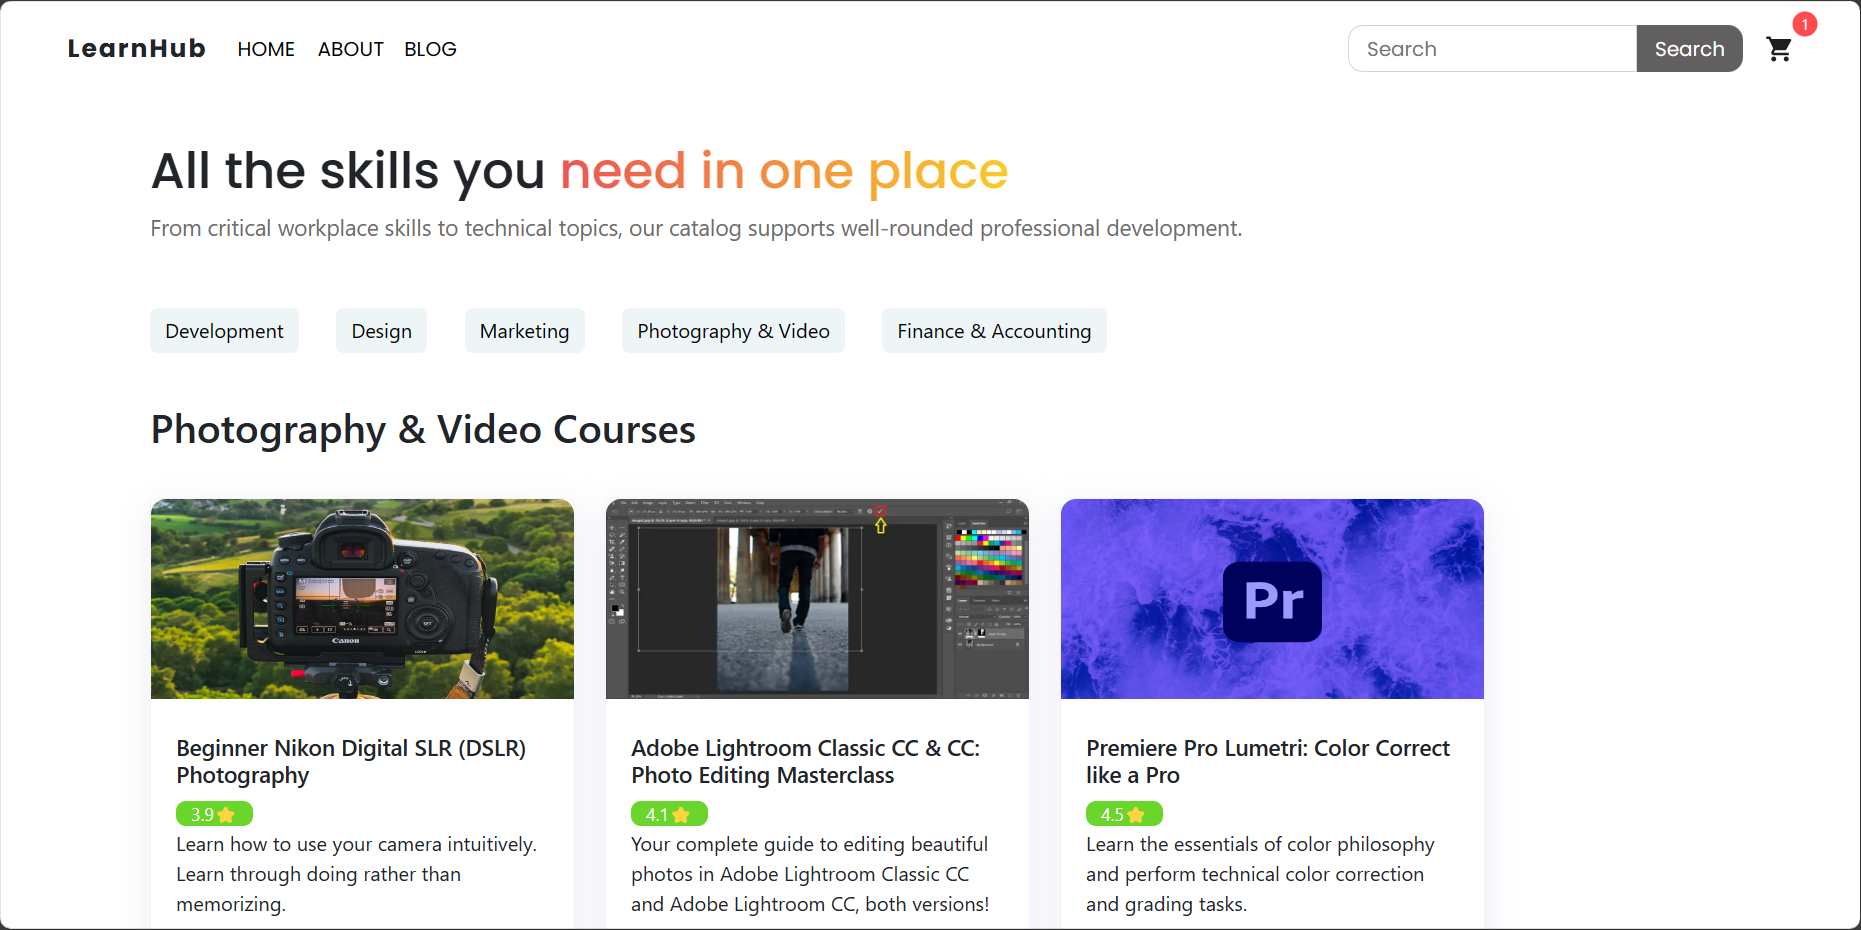 LearnHub HOME ABOUT BLOG Search Search 1
All the skills you need in one place
From critical workplace skills to technical topics, our catalog supports well-rounded professional development.
Development Design Marketing Photography & Video Finance & Accounting
Photography & Video Courses
Canon
SET
Pr
Beginner Nikon Digital SLR (DSLR)
Photography
3.9
Learn how to use your camera intuitively.
Learn through doing rather than
memorizing.
Adobe Lightroom Classic CC & CC:
Photo Editing Masterclass
4.1
Your complete guide to editing beautiful
photos in Adobe Lightroom Classic CC
and Adobe Lightroom CC, both versions!
Premiere Pro Lumetri: Color Correct
like a Pro
4.5
Learn the essentials of color philosophy
and perform technical color correction
and grading tasks.